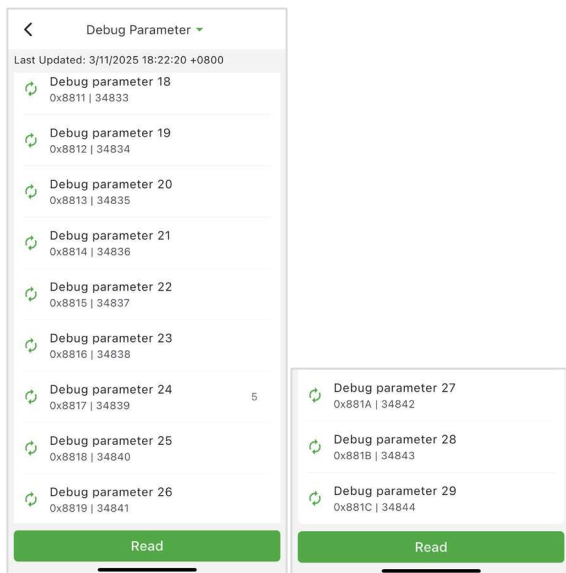 Debug Parameter
Last Updated: 3/11/2025 18:22:20 +0800
Debug parameter 18
0x8811 | 34833
Debug parameter 19
0x8812 | 34834
Debug parameter 20
0x8813 | 34835
Debug parameter 21
0x8814 | 34836
Debug parameter 22
0x8815 | 34837
Debug parameter 23
0x8816 | 34838
Debug parameter 24
0x8817 | 34839
5
Debug parameter 25
0x8818 | 34840
Debug parameter 26
0x8819 | 34841
Read
Debug parameter 27
0x881A | 34842
Debug parameter 28
0x881B | 34843
Debug parameter 29
0x881C | 34844
Read